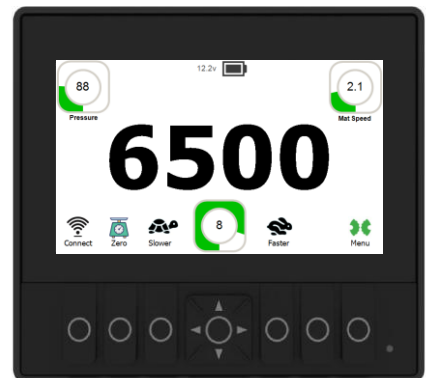 12.2v
88
Pressure
2.1
Mat Speed
6500
8
Connect
Zero
Slower
Faster
Menu